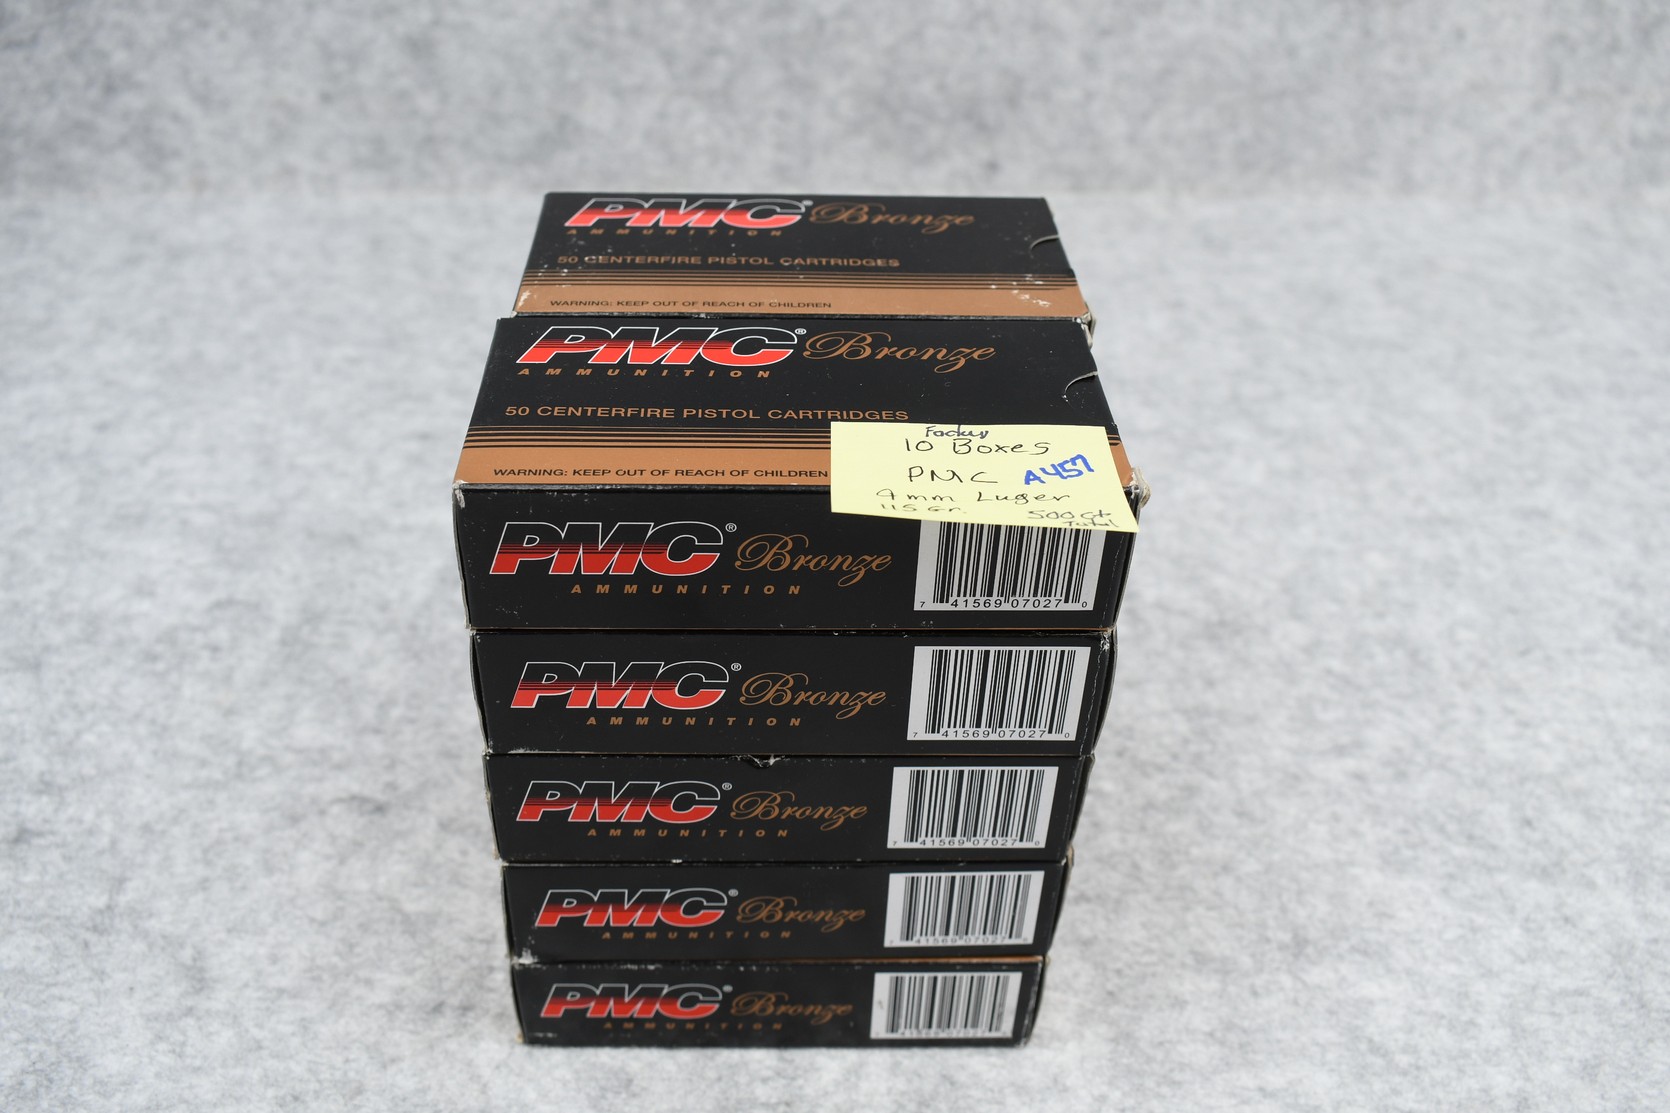 PMC® Bronze
AMMUNITION
50 CENTERFIRE PISTOL CARTRIDGES
WARNING: KEEP OUT OF REACH OF CHILDREN
PMC® Bronze
AMMUNITION
50 CENTERFIRE PISTOL CARTRIDGES
WARNING: KEEP OUT OF REACH OF CHILDREN
10 Boxes
PMC A457
9mm Luger
115 Gr. 500 ct
Total
PMC® Bronze
AMMUNITION
7 41569 07027 0
PMC® Bronze
AMMUNITION
7 41569 07027 0
PMC® Bronze
AMMUNITION
7 41569 07027 0
PMC® Bronze
AMMUNITION
41569 07027
PMC® Bronze
AMMUNITION